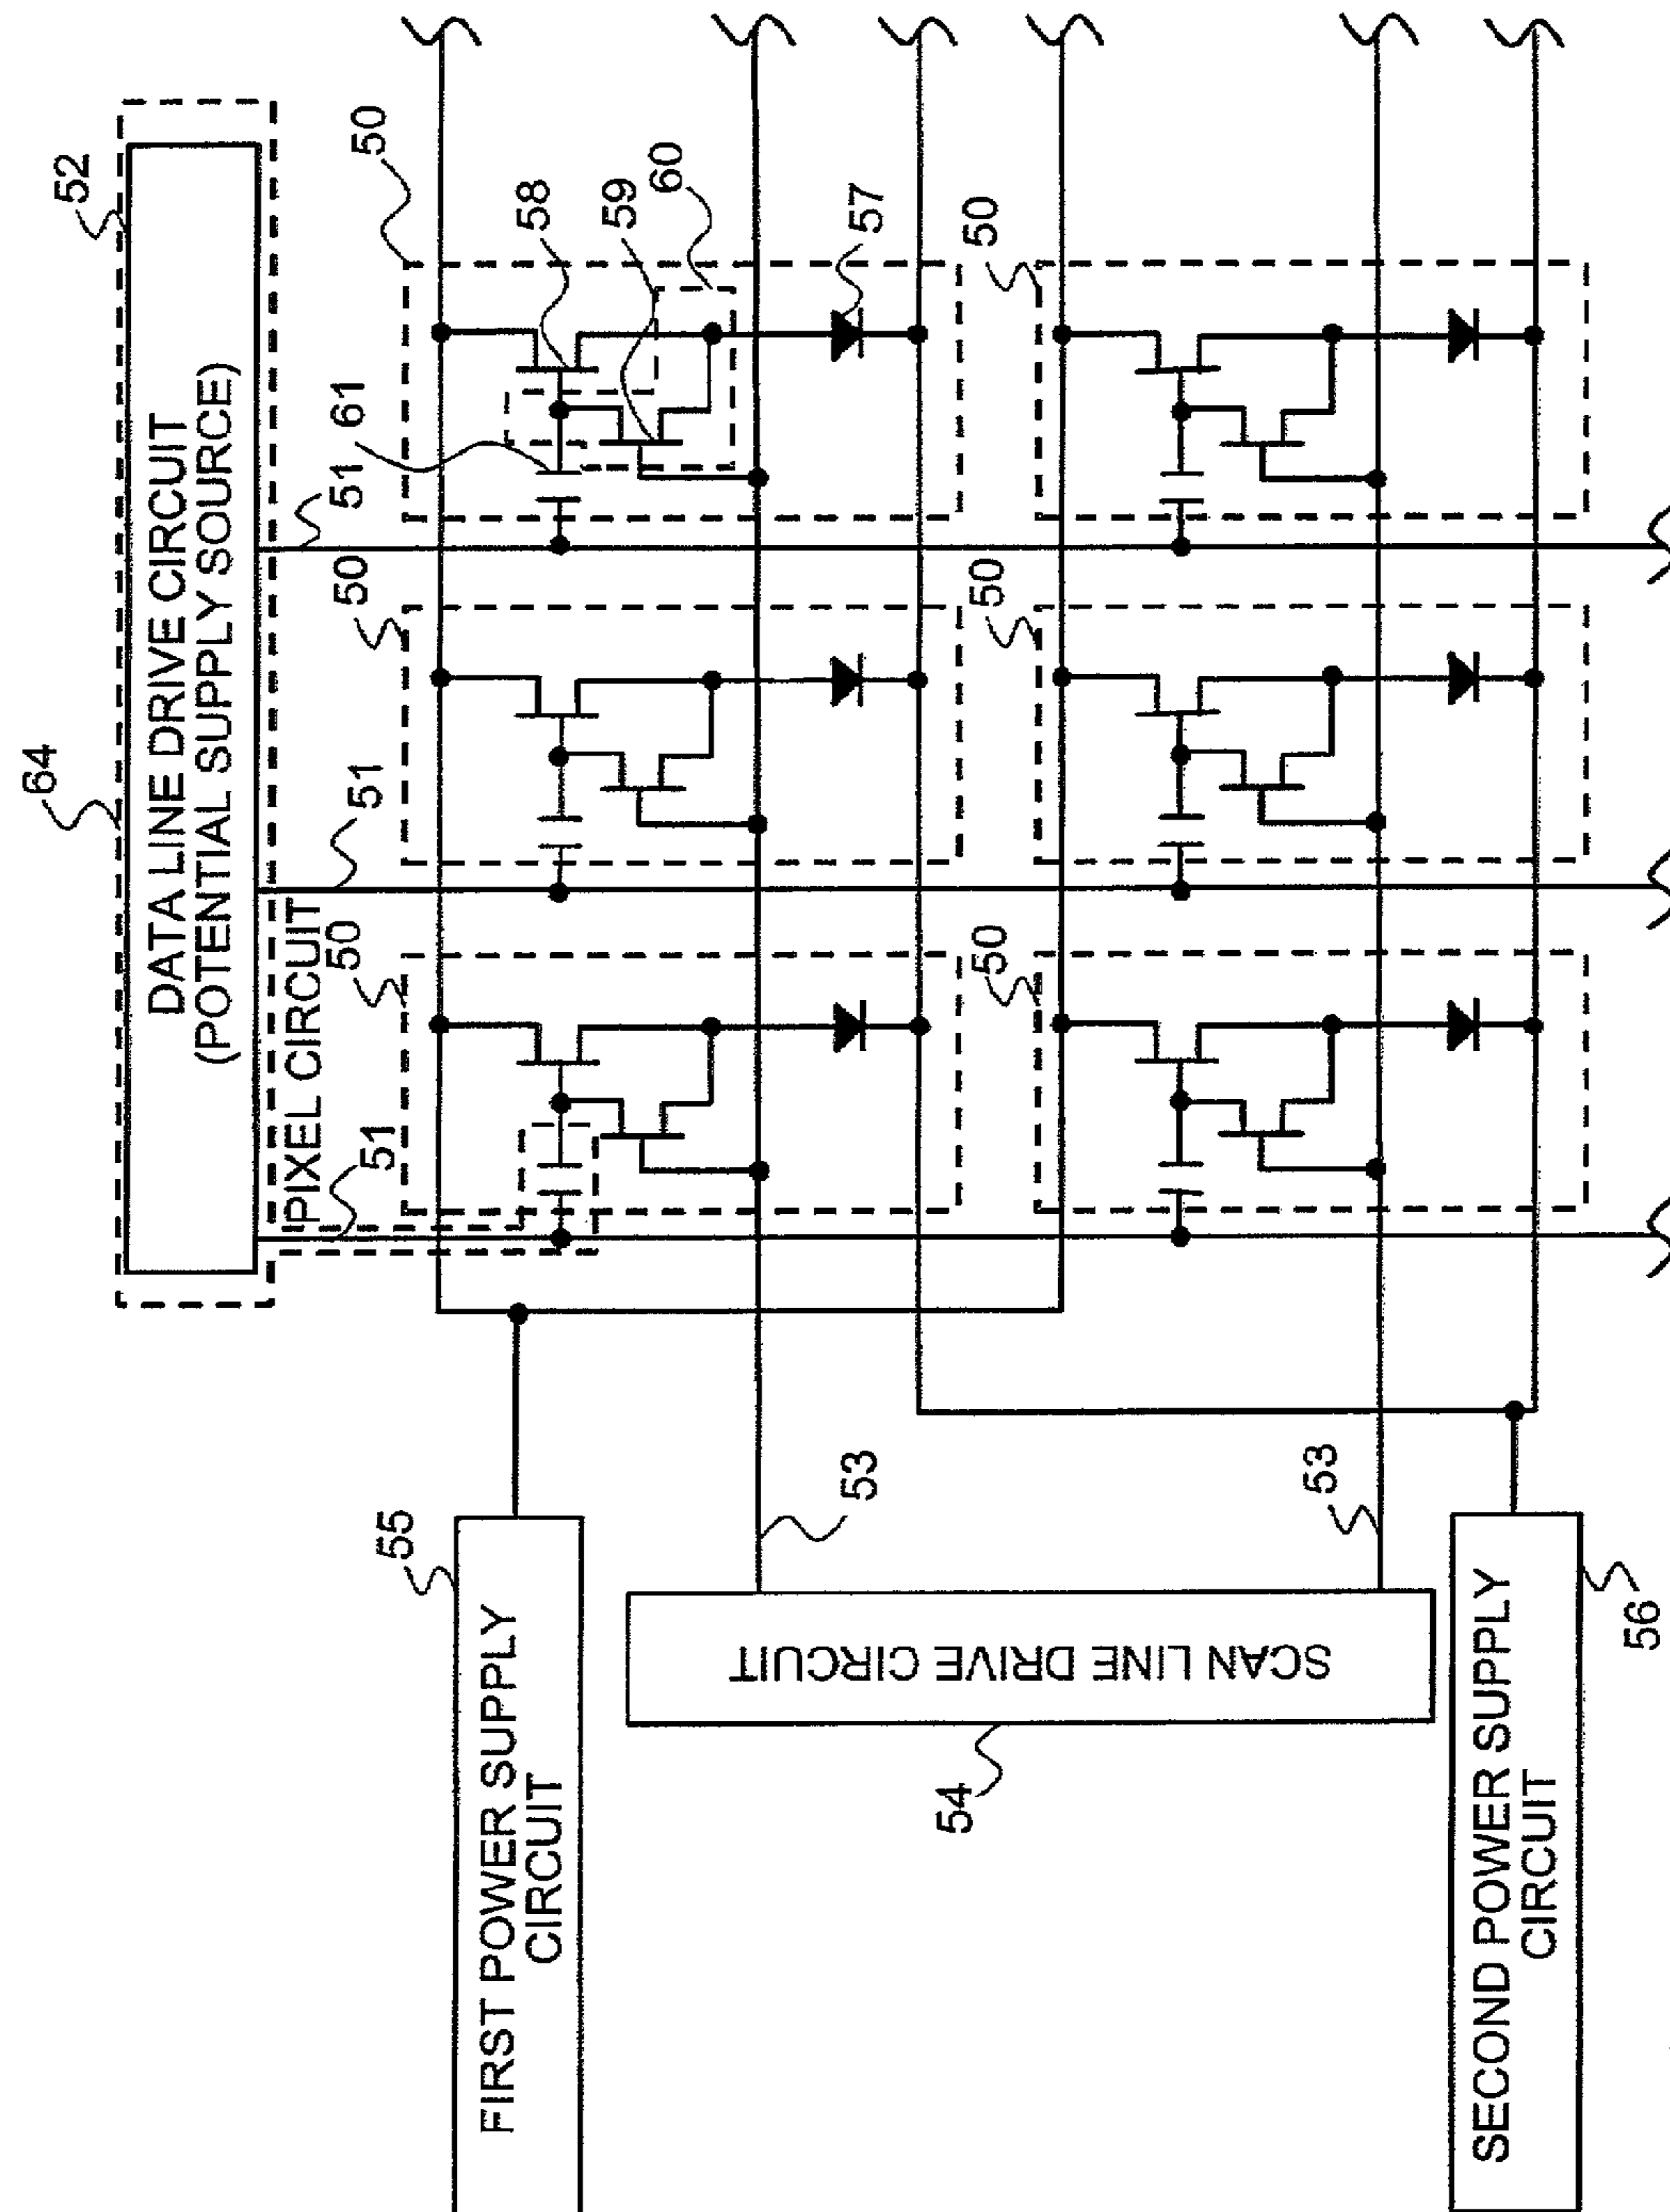 64
52
DATA LINE DRIVE CIRCUIT
(POTENTIAL SUPPLY SOURCE)
PIXEL CIRCUIT
51
50
51
50
51
61
50
58
59
60
57
55
FIRST POWER SUPPLY
CIRCUIT
53
SCAN LINE DRIVE CIRCUIT
54
50
50
50
53
SECOND POWER SUPPLY
CIRCUIT
56